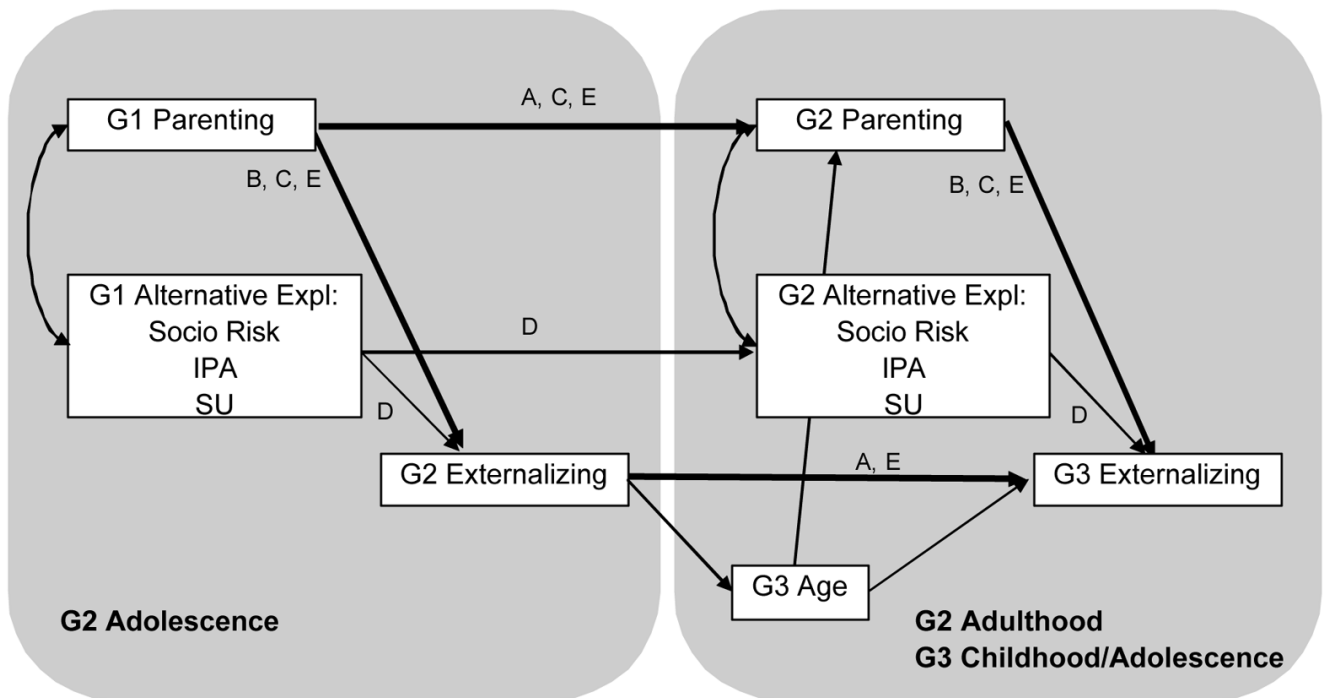 A, C, E
G1 Parenting
G2 Parenting
B, C, E
B, C, E
G1 Alternative Expl:
Socio Risk
IPA
SU
D
D
G2 Alternative Expl:
Socio Risk
IPA
SU
D
G2 Externalizing
A, E
G3 Externalizing
G3 Age
G2 Adolescence
G2 Adulthood
G3 Childhood/Adolescence